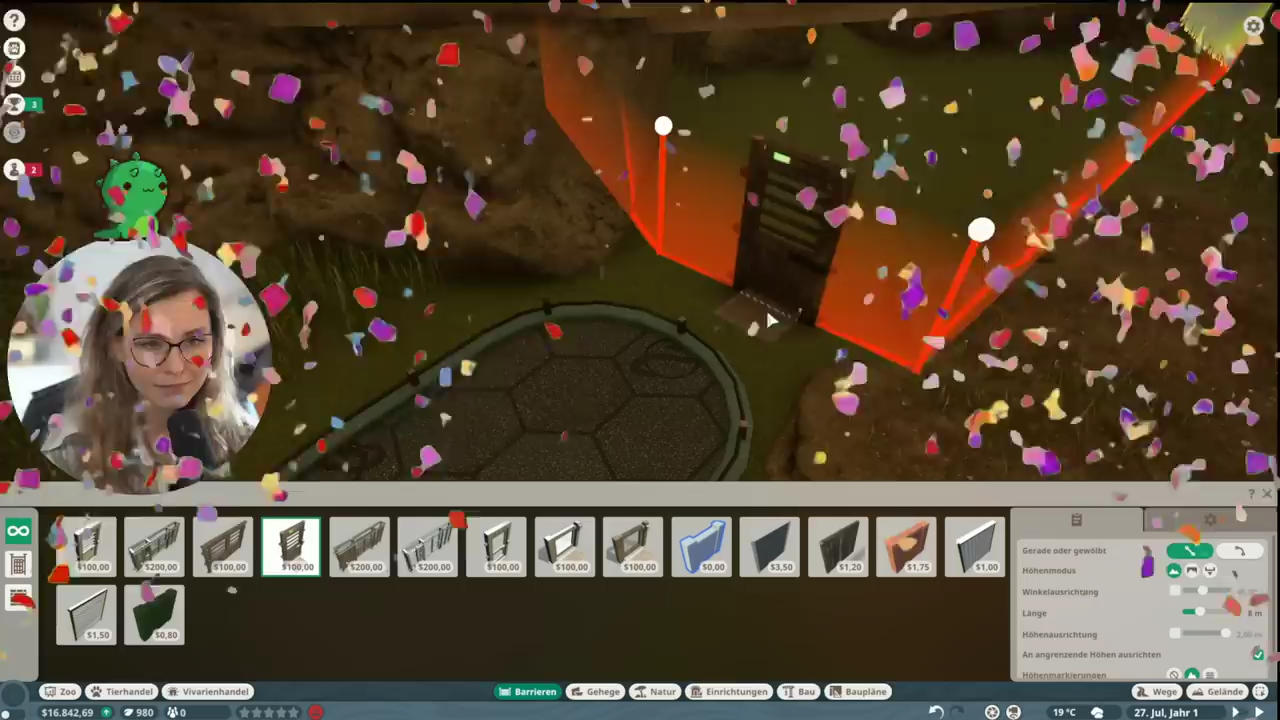 ?
3
2
? ×
$100,00 $200,00 $100,00 $100,00 $200,00 $200,00 $100,00 $100,00 $100,00 $0,00 $3,50 $1,20 $1,75 $1,00
$1,50 $0,80
Gerade oder gewölbt
Höhenmodus
Winkelausrichtung
Länge 8 m
Höhenausrichtung 2,00 m
An angrenzende Höhen ausrichten
Höhenmarkierungen
Zoo Tierhandel Vivarienhandel Barrieren Gehege Natur Einrichtungen Bau Baupläne Wege Gelände
$16.842,69 980 0 19 °C 27. Jul, Jahr 1